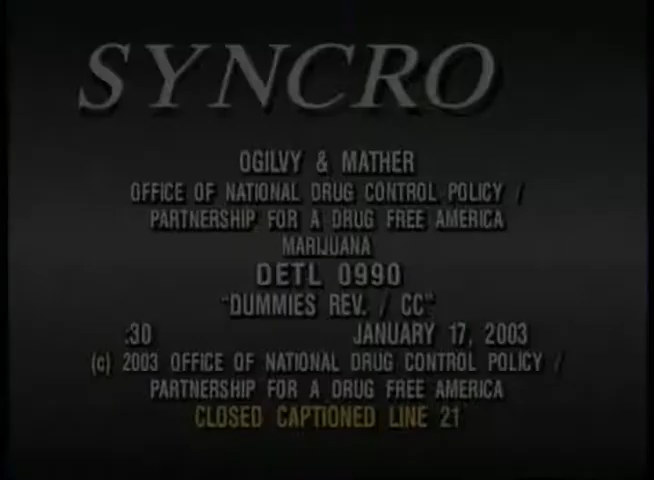 SYNCRO
OGILVY & MATHER
OFFICE OF NATIONAL DRUG CONTROL POLICY /
PARTNERSHIP FOR A DRUG FREE AMERICA
MARIJUANA
DETL 0990
"DUMMIES REV. / CC"
:30 JANUARY 17, 2003
(c) 2003 OFFICE OF NATIONAL DRUG CONTROL POLICY /
PARTNERSHIP FOR A DRUG FREE AMERICA
CLOSED CAPTIONED LINE 21